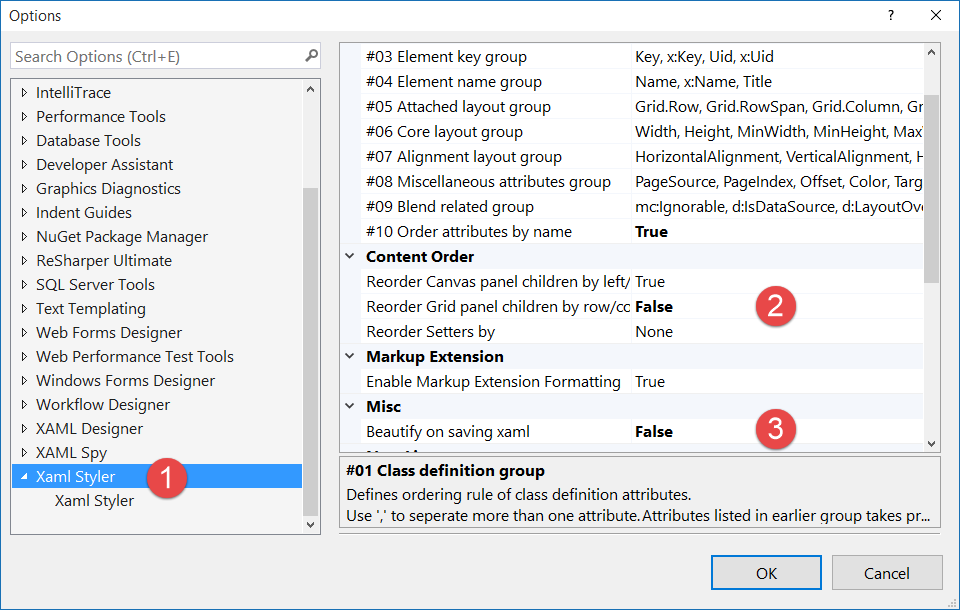 Options
?
Search Options (Ctrl+E)
IntelliTrace
Performance Tools
Database Tools
Developer Assistant
Graphics Diagnostics
Indent Guides
NuGet Package Manager
ReSharper Ultimate
SQL Server Tools
Text Templating
Web Forms Designer
Web Performance Test Tools
Windows Forms Designer
Workflow Designer
XAML Designer
XAML Spy
Xaml Styler 1
Xaml Styler
#03 Element key group Key, x:Key, Uid, x:Uid
#04 Element name group Name, x:Name, Title
#05 Attached layout group Grid.Row, Grid.RowSpan, Grid.Column, Gr
#06 Core layout group Width, Height, MinWidth, MinHeight, Max
#07 Alignment layout group HorizontalAlignment, VerticalAlignment, H
#08 Miscellaneous attributes group PageSource, PageIndex, Offset, Color, Targ
#09 Blend related group mc:Ignorable, d:IsDataSource, d:LayoutOv
#10 Order attributes by name True
Content Order
Reorder Canvas panel children by left/ True
Reorder Grid panel children by row/co False 2
Reorder Setters by None
Markup Extension
Enable Markup Extension Formatting True
Misc
Beautify on saving xaml False 3
#01 Class definition group
Defines ordering rule of class definition attributes.
Use ',' to seperate more than one attribute.Attributes listed in earlier group takes pr...
OK Cancel